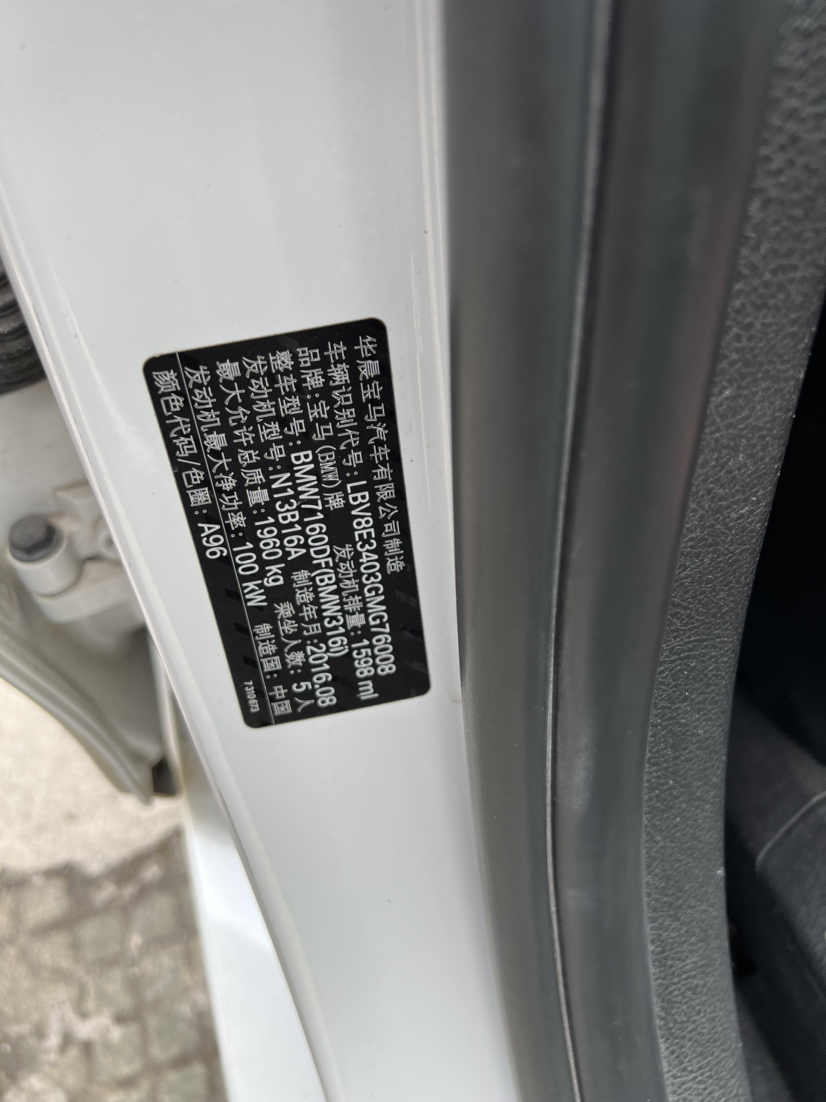 华晨宝马汽车有限公司制造
车辆识别代号: LBV8E3403GMG76008
品牌:宝马(BMW)牌 发动机排量: 1598 ml
整车型号: BMW7160DF(BMW316i)
发动机型号:N13B16A 制造年月:2016.08
最大允许总质量:1960 kg 乘坐人数: 5人
发动机最大净功率: 100 kW 制造国: 中国
颜色代码/色圈: A96 7310673